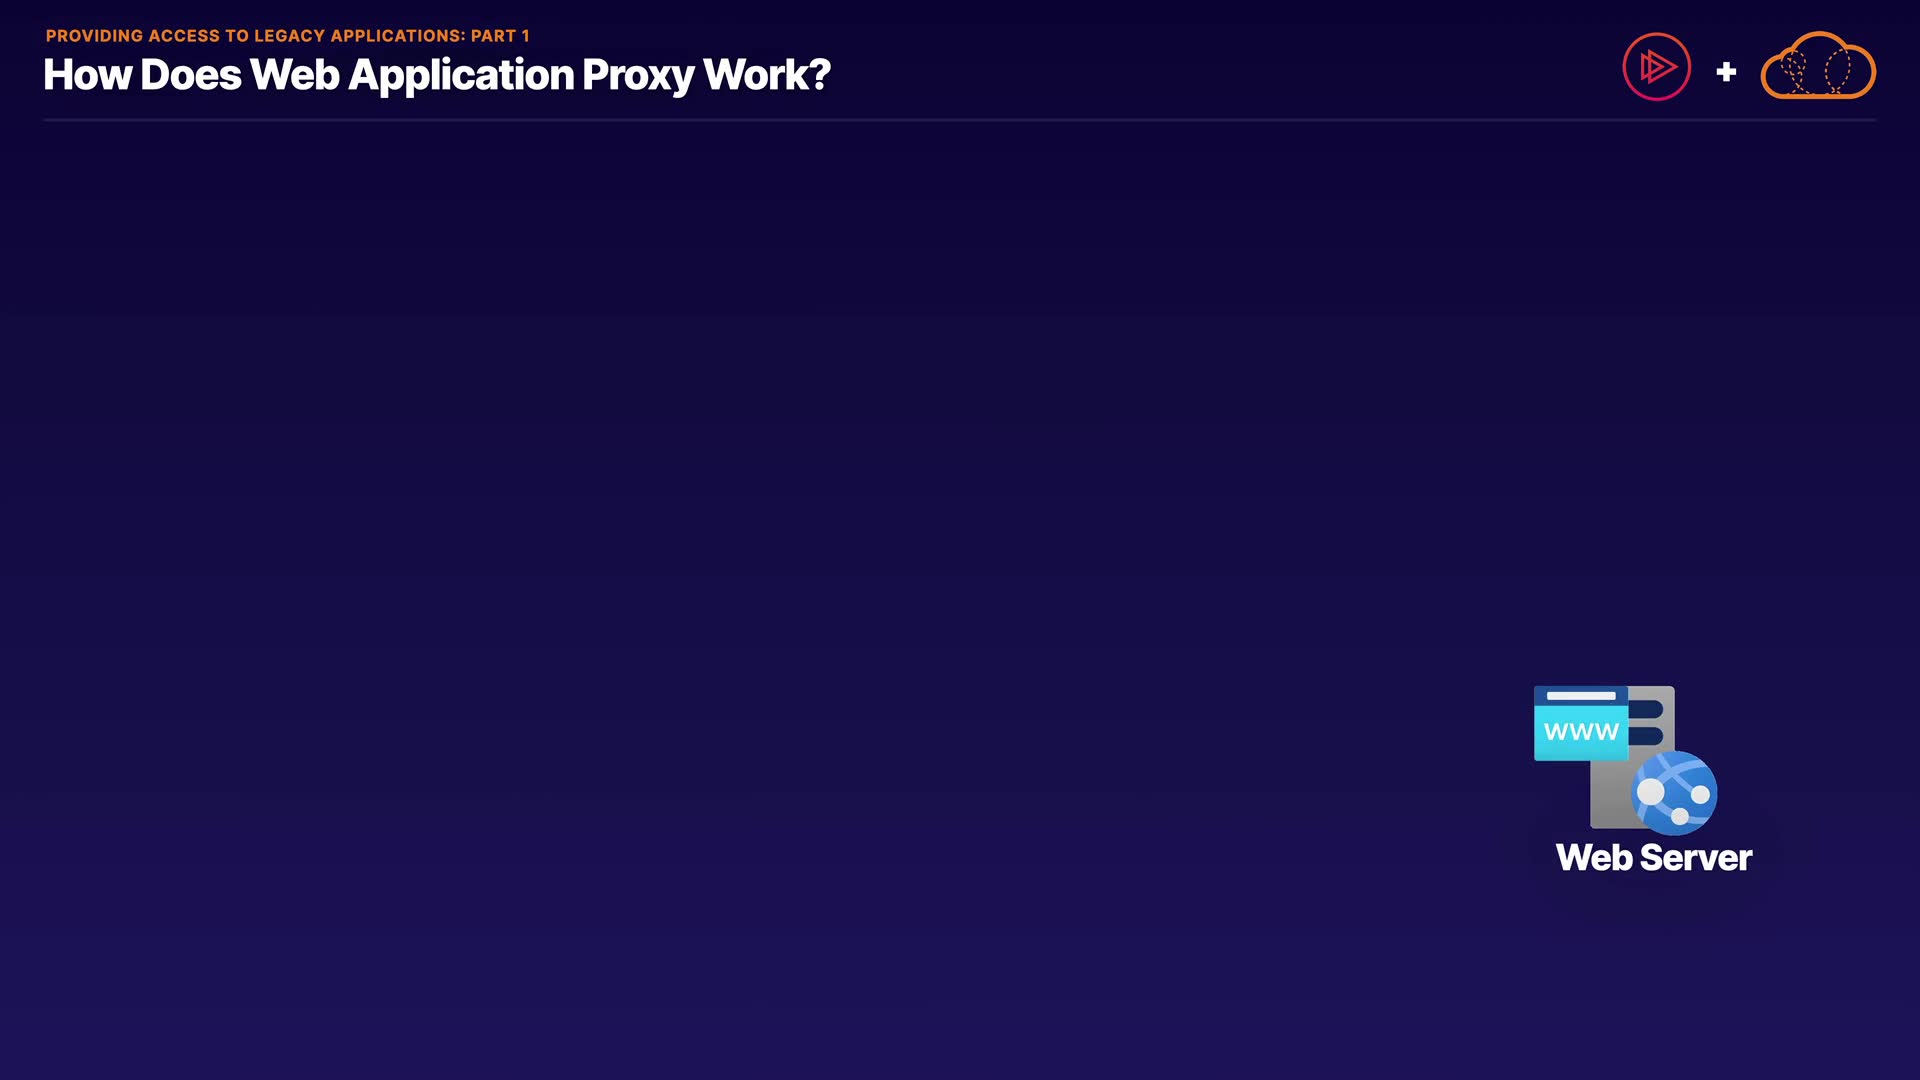 PROVIDING ACCESS TO LEGACY APPLICATIONS: PART 1
How Does Web Application Proxy Work?
+
www
Web Server